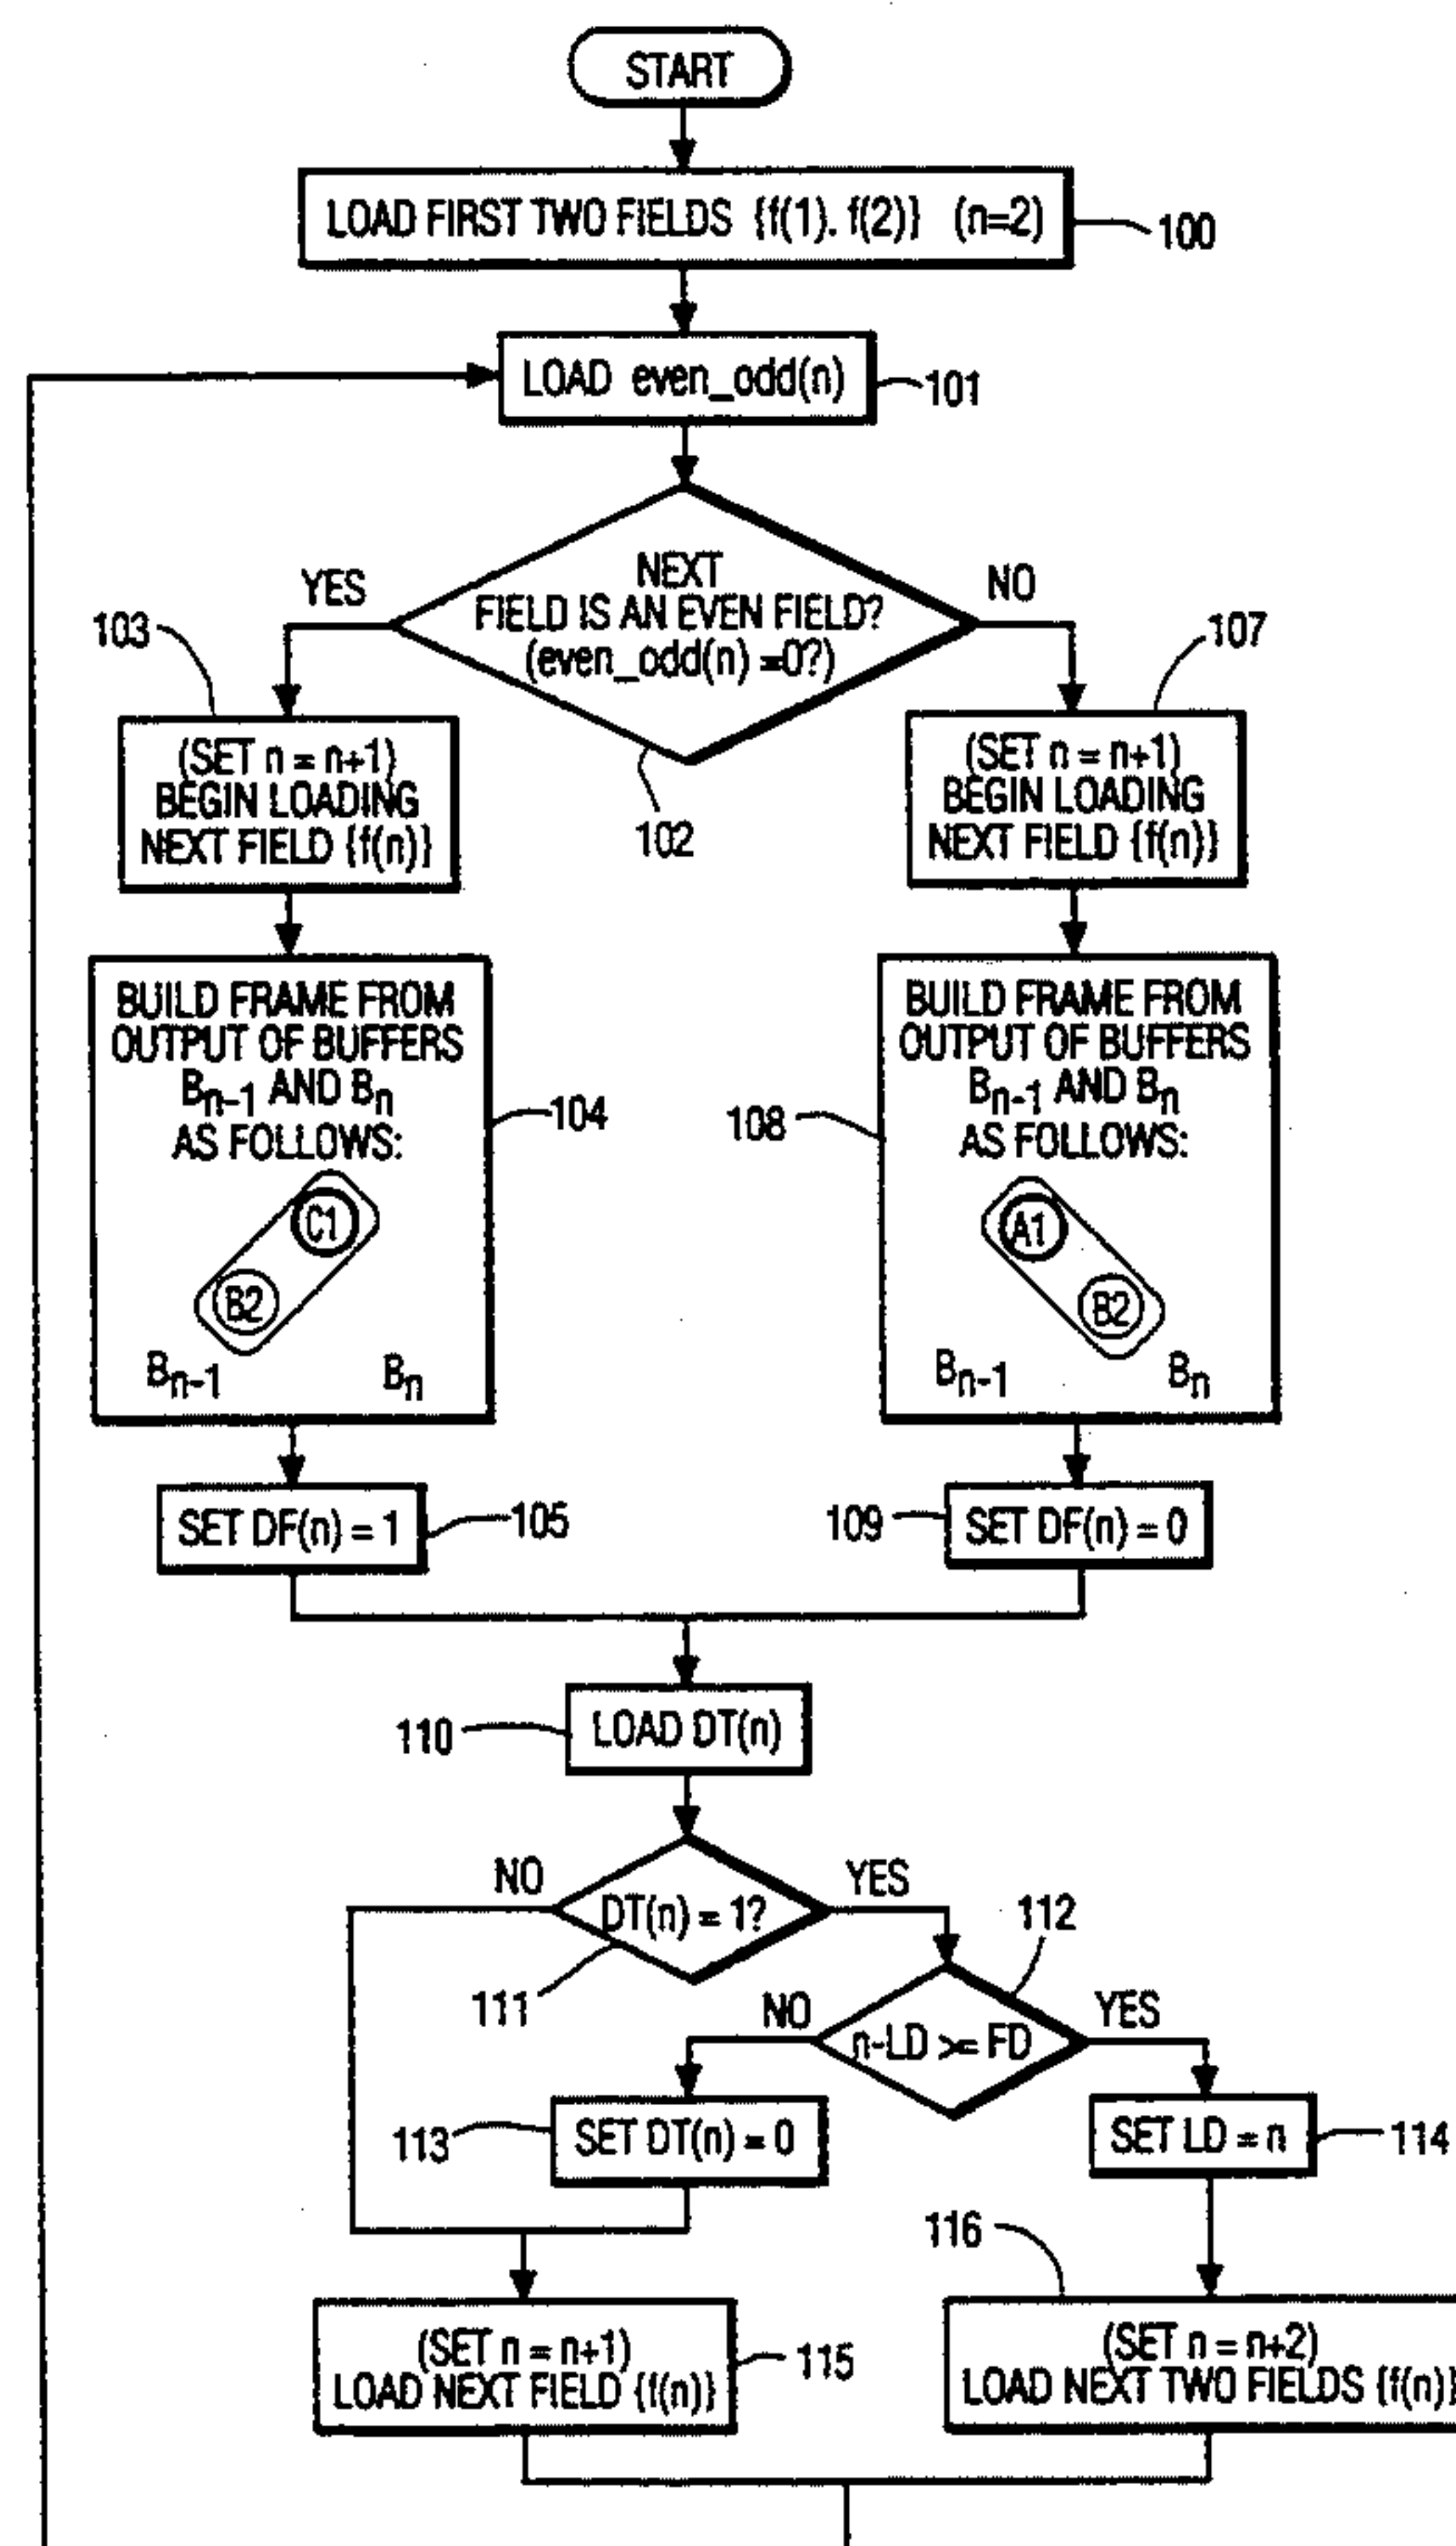 START
LOAD FIRST TWO FIELDS {f(1). f(2)} (n=2)
100
LOAD even_odd(n)
101
NEXT
FIELD IS AN EVEN FIELD?
(even_odd(n) =0?)
YES
NO
102
103
(SET n = n+1)
BEGIN LOADING
NEXT FIELD {f(n)}
107
(SET n = n+1)
BEGIN LOADING
NEXT FIELD {f(n)}
BUILD FRAME FROM
OUTPUT OF BUFFERS
Bn-1 AND Bn
AS FOLLOWS:
C1
B2
Bn-1 Bn
104
BUILD FRAME FROM
OUTPUT OF BUFFERS
Bn-1 AND Bn
AS FOLLOWS:
A1
B2
Bn-1 Bn
108
SET DF(n) = 1
105
109
SET DF(n) = 0
110
LOAD DT(n)
NO
DT(n) = 1?
YES
111
112
NO
n-LD >= FD
YES
113
SET DT(n) = 0
SET LD = n
114
116
(SET n = n+1)
LOAD NEXT FIELD {f(n)}
115
(SET n = n+2)
LOAD NEXT TWO FIELDS {f(n)}